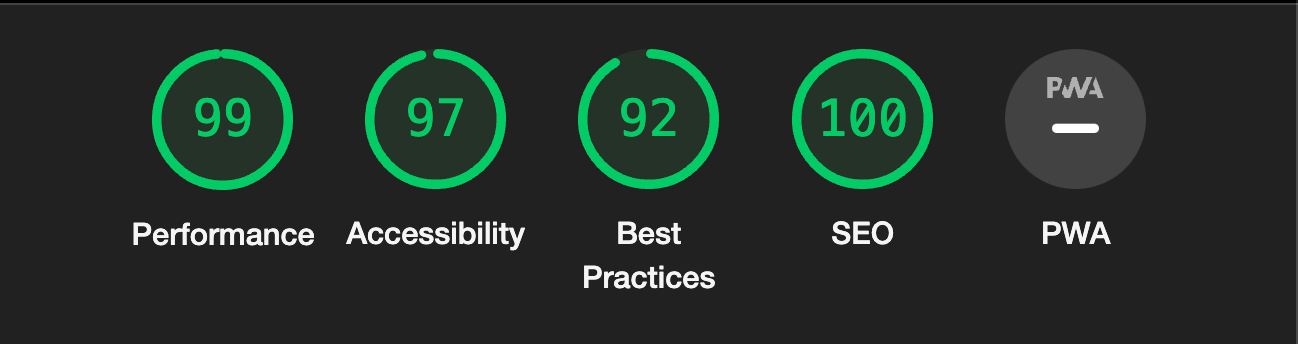 99
97
92
100
PWA
Performance
Accessibility
Best
Practices
SEO
PWA